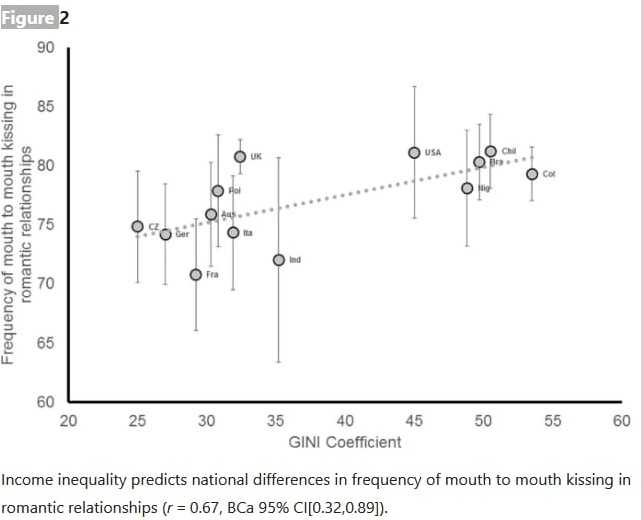 Figure 2
90
85
80
75
70
65
60
Frequency of mouth to mouth kissing in
romantic relationships
CZ
Ger
Fra
Aus
Pol
UK
Ita
Ind
USA
Nig
Bra
Chil
Col
20 25 30 35 40 45 50 55 60
GINI Coefficient
Income inequality predicts national differences in frequency of mouth to mouth kissing in
romantic relationships (r = 0.67, BCa 95% CI[0.32,0.89]).